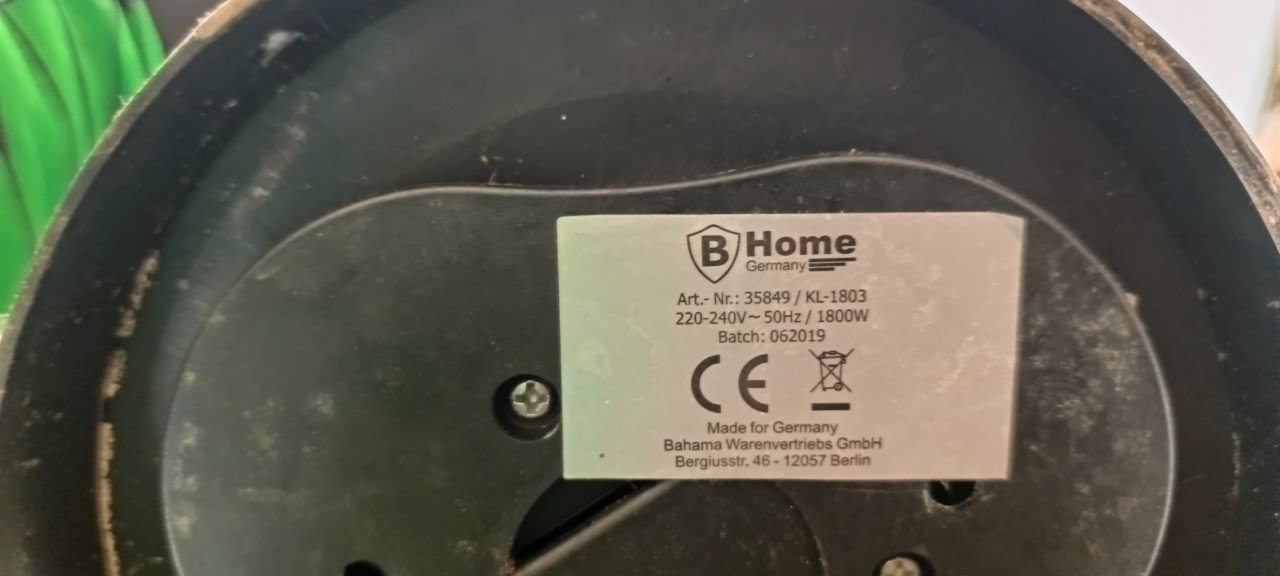 B Home
Germany
Art.- Nr.: 35849 / KL-1803
220-240V~50Hz / 1800W
Batch: 062019
CE
Made for Germany
Bahama Warenvertriebs GmbH
Bergiusstr. 46 - 12057 Berlin